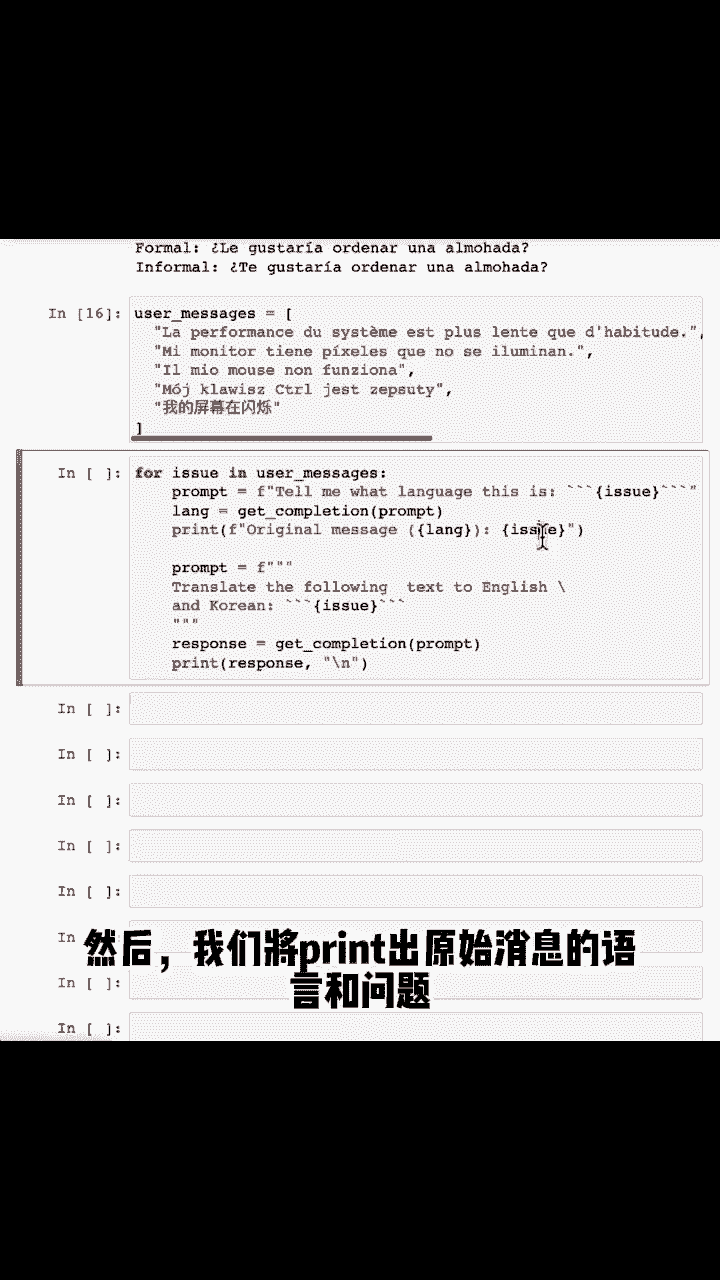 Formal: ¿Le gustaría ordenar una almohada?
Informal: ¿Te gustaría ordenar una almohada?
In [16]: user_messages = [
"La performance du système est plus lente que d'habitude.",
"Mi monitor tiene píxeles que no se iluminan.",
"Il mio mouse non funziona",
"Mój klawisz Ctrl jest zepsuty",
"我的屏幕在闪烁"
]
In [ ]: for issue in user_messages:
prompt = f"Tell me what language this is: ```{issue}```"
lang = get_completion(prompt)
print(f"Original message ({lang}): {issue}")
prompt = f"""
Translate the following  text to English \
and Korean: ```{issue}```
"""
response = get_completion(prompt)
print(response, "\n")
In [ ]:
In [ ]:
In [ ]:
In [ ]:
In [ ]:
In [ ]:
然后，我们將print出原始消息的语
言和问题
In [ ]:
In [ ]: